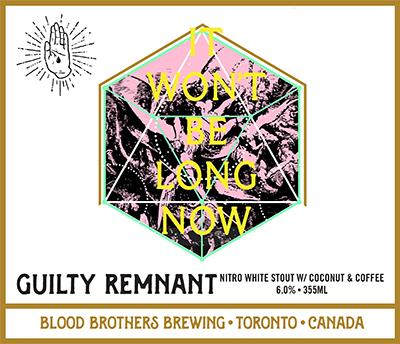 IT
WON'T
BE
LONG
NOW
GUILTY REMNANT
NITRO WHITE STOUT W/ COCONUT & COFFEE
6.0% • 355ML
BLOOD BROTHERS BREWING • TORONTO • CANADA